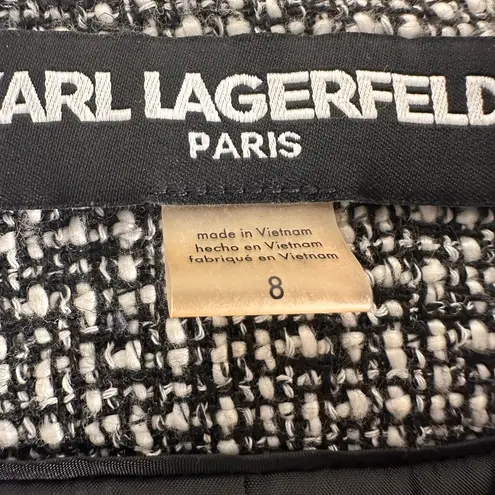 KARL LAGERFELD
PARIS
made in Vietnam
hecho en Vietnam
fabriqué en Vietnam
8